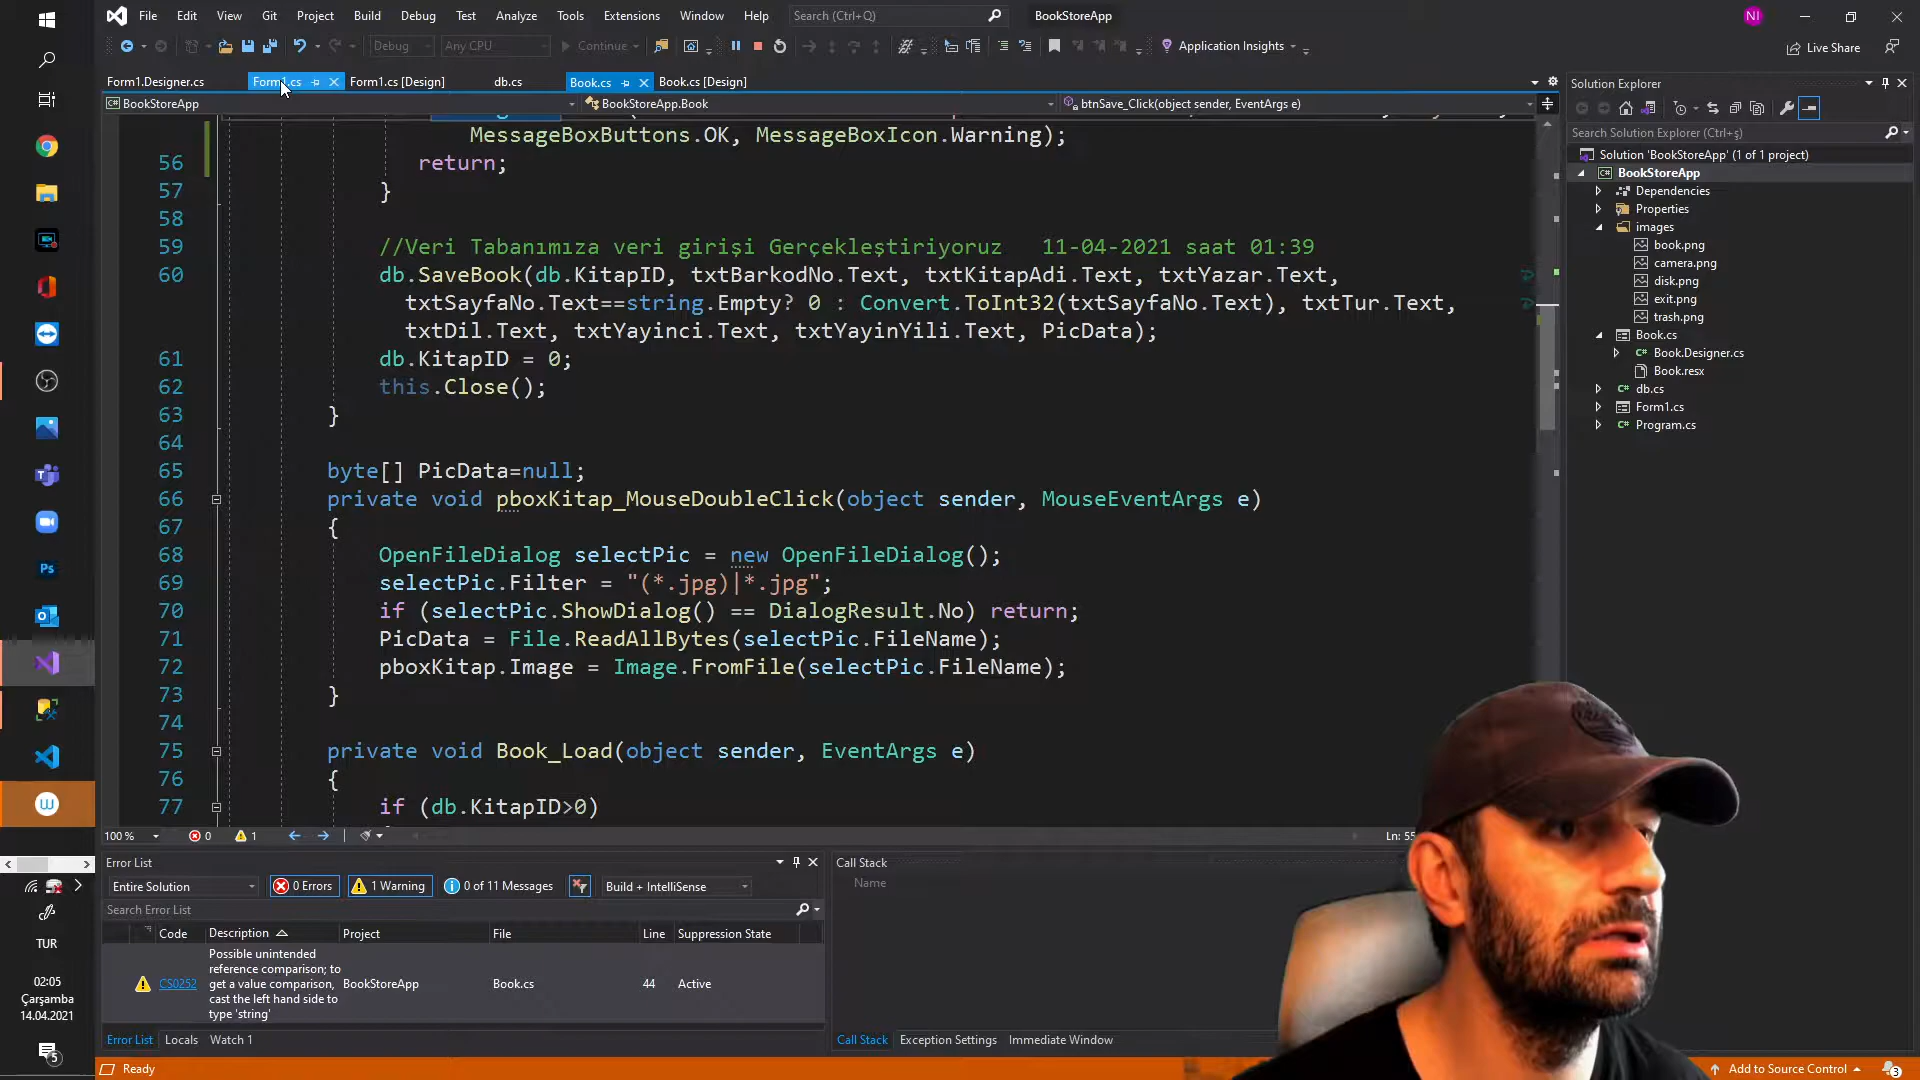 File Edit View Git Project Build Debug Test Analyze Tools Extensions Window Help Search (Ctrl+Q) BookStoreApp NI
Debug Any CPU Continue Application Insights Live Share
Form1.Designer.cs Form1.cs Form1.cs [Design] db.cs Book.cs Book.cs [Design]
BookStoreApp BookStoreApp.Book btnSave_Click(object sender, EventArgs e)
MessageBoxButtons.OK, MessageBoxIcon.Warning);
56 return;
57 }
58
59 //Veri Tabanımıza veri girişi Gerçekleştiriyoruz 11-04-2021 saat 01:39
60 db.SaveBook(db.KitapID, txtBarkodNo.Text, txtKitapAdi.Text, txtYazar.Text,
txtSayfaNo.Text==string.Empty? 0 : Convert.ToInt32(txtSayfaNo.Text), txtTur.Text,
txtDil.Text, txtYayinci.Text, txtYayinYili.Text, PicData);
61 db.KitapID = 0;
62 this.Close();
63 }
64
65 byte[] PicData=null;
66 private void pboxKitap_MouseDoubleClick(object sender, MouseEventArgs e)
67 {
68 OpenFileDialog selectPic = new OpenFileDialog();
69 selectPic.Filter = "(*.jpg)|*.jpg";
70 if (selectPic.ShowDialog() == DialogResult.No) return;
71 PicData = File.ReadAllBytes(selectPic.FileName);
72 pboxKitap.Image = Image.FromFile(selectPic.FileName);
73 }
74
75 private void Book_Load(object sender, EventArgs e)
76 {
77 if (db.KitapID>0)
100 % 0 1 Ln: 55
Solution Explorer
Search Solution Explorer (Ctrl+ş)
Solution 'BookStoreApp' (1 of 1 project)
BookStoreApp
Dependencies
Properties
images
book.png
camera.png
disk.png
exit.png
trash.png
Book.cs
Book.Designer.cs
Book.resx
db.cs
Form1.cs
Program.cs
Error List
Entire Solution 0 Errors 1 Warning 0 of 11 Messages Build + IntelliSense
Search Error List
Code Description Project File Line Suppression State
CS0252 Possible unintended
reference comparison; to
get a value comparison, BookStoreApp Book.cs 44 Active
cast the left hand side to
type 'string'
Error List Locals Watch 1
Call Stack
Name
Call Stack Exception Settings Immediate Window
Ready
Add to Source Control 3
Ps
W
TUR
02:05
Çarşamba
14.04.2021
5